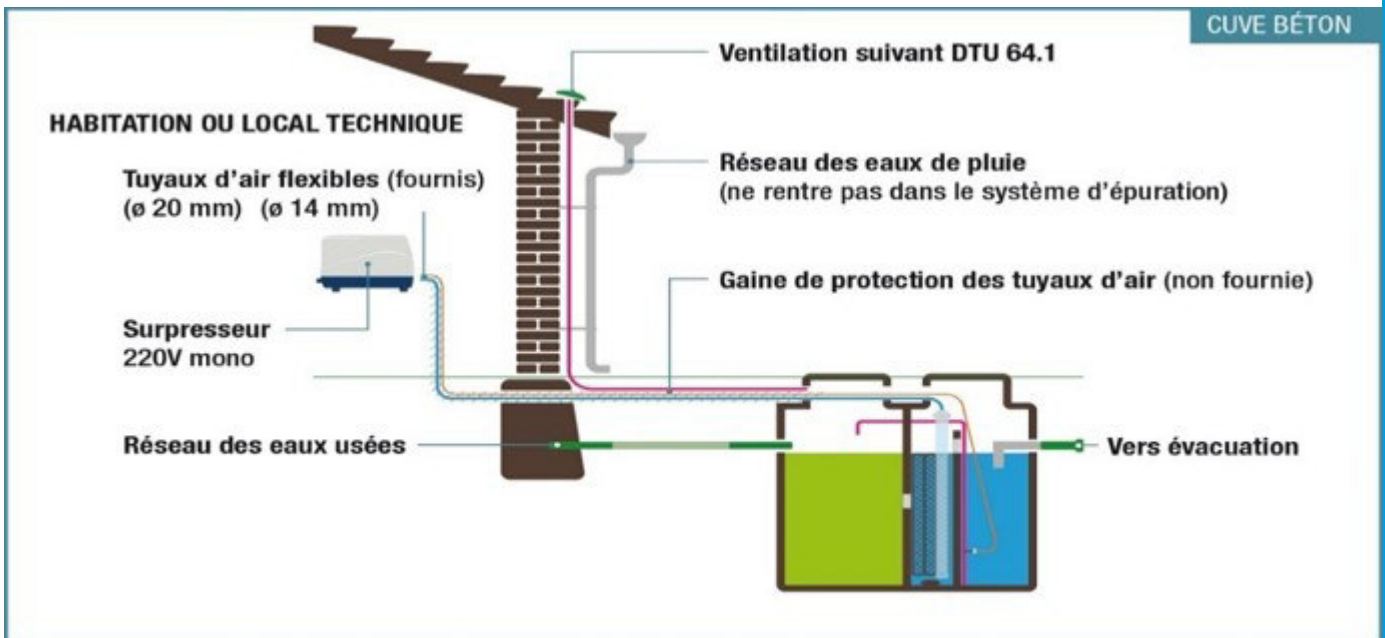 CUVE BÉTON
Ventilation suivant DTU 64.1
HABITATION OU LOCAL TECHNIQUE
Réseau des eaux de pluie
(ne rentre pas dans le système d'épuration)
Tuyaux d'air flexibles (fournis)
(ø 20 mm) (ø 14 mm)
Gaine de protection des tuyaux d'air (non fournie)
Surpresseur
220V mono
Réseau des eaux usées
Vers évacuation